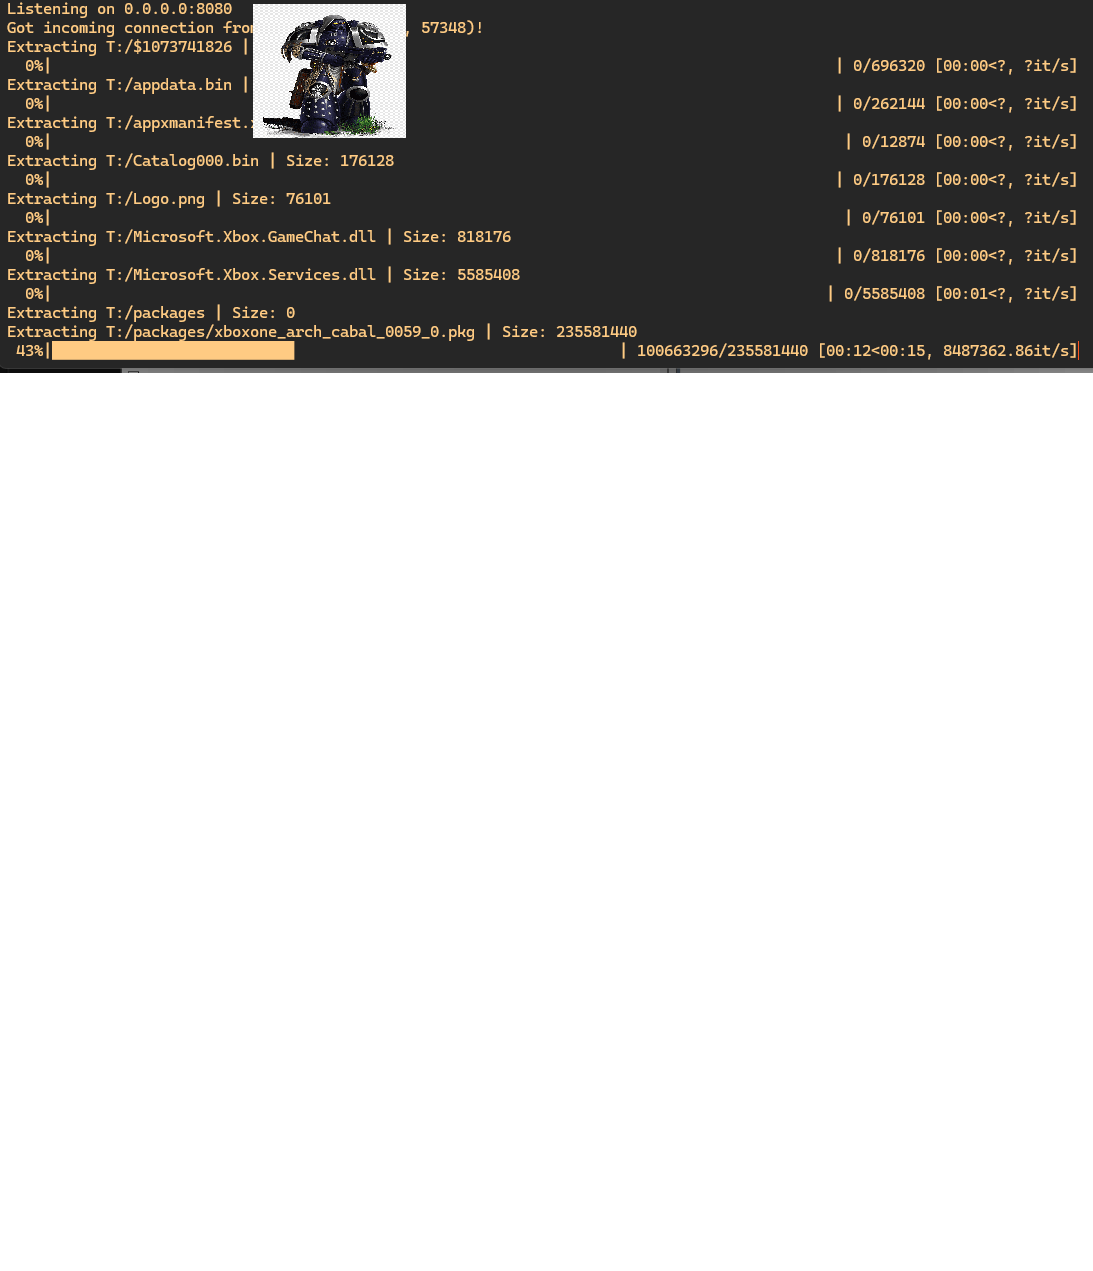 Listening on 0.0.0.0:8080
Got incoming connection , 57348)!
Extracting T:/$1073741826 |
0%| | 0/696320 [00:00<?, ?it/s]
Extracting T:/appdata.bin |
0%| | 0/262144 [00:00<?, ?it/s]
Extracting T:/appxmanifest.
0%| | 0/12874 [00:00<?, ?it/s]
Extracting T:/Catalog000.bin | Size: 176128
0%| | 0/176128 [00:00<?, ?it/s]
Extracting T:/Logo.png | Size: 76101
0%| | 0/76101 [00:00<?, ?it/s]
Extracting T:/Microsoft.Xbox.GameChat.dll | Size: 818176
0%| | 0/818176 [00:00<?, ?it/s]
Extracting T:/Microsoft.Xbox.Services.dll | Size: 5585408
0%| | 0/5585408 [00:01<?, ?it/s]
Extracting T:/packages | Size: 0
Extracting T:/packages/xboxone_arch_cabal_0059_0.pkg | Size: 235581440
43%| | 100663296/235581440 [00:12<00:15, 8487362.86it/s]